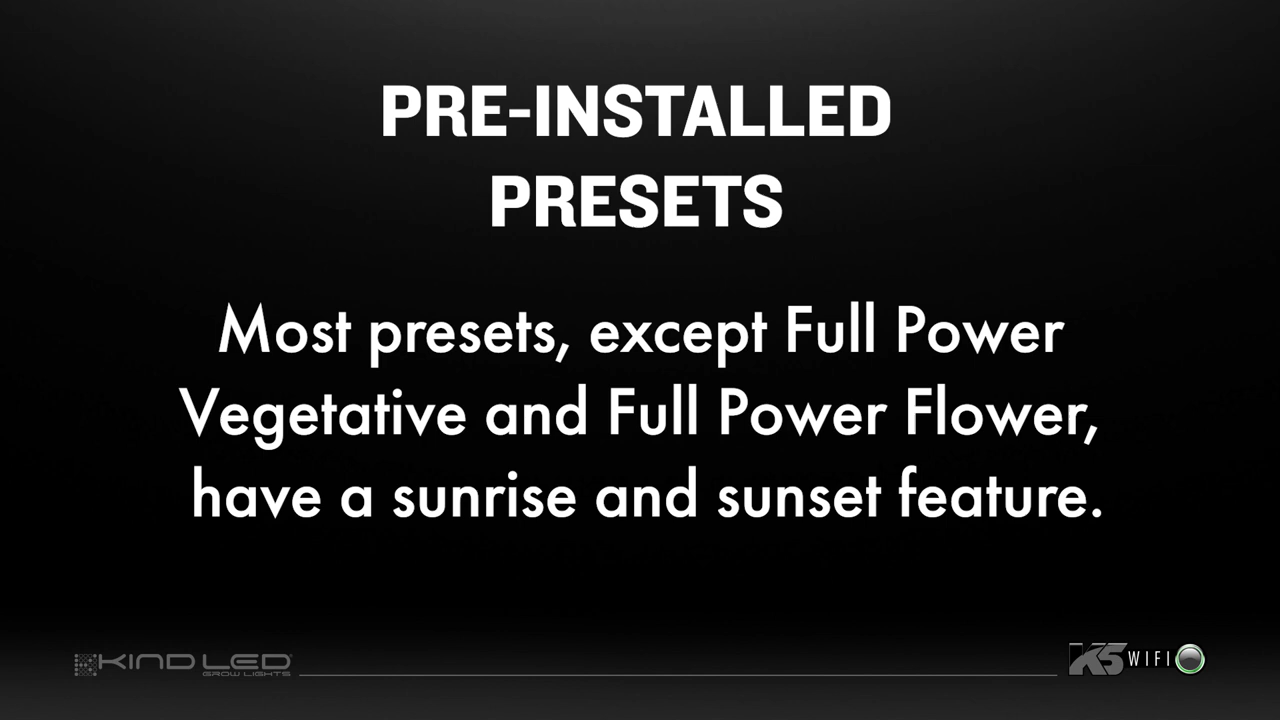 PRE-INSTALLED
PRESETS
Most presets, except Full Power
Vegetative and Full Power Flower,
have a sunrise and sunset feature.
KIND LED
GROW LIGHTS
K5 WIFI